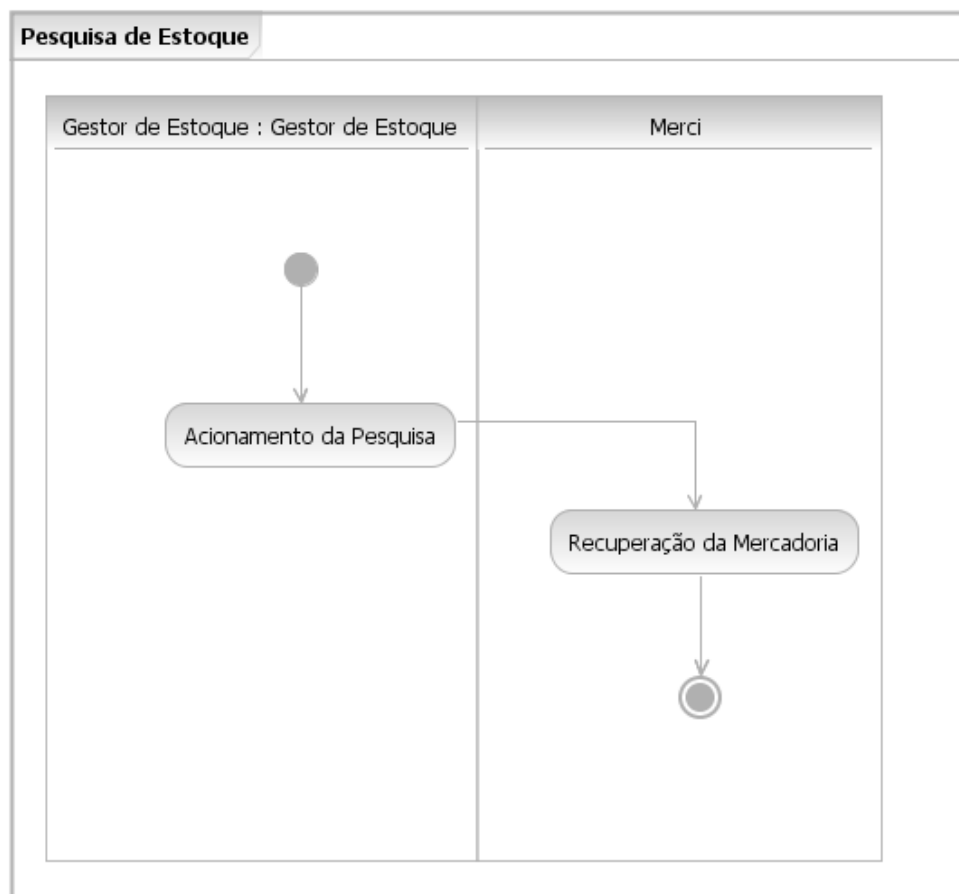 Pesquisa de Estoque
Gestor de Estoque : Gestor de Estoque
Merci
Acionamento da Pesquisa
Recuperação da Mercadoria